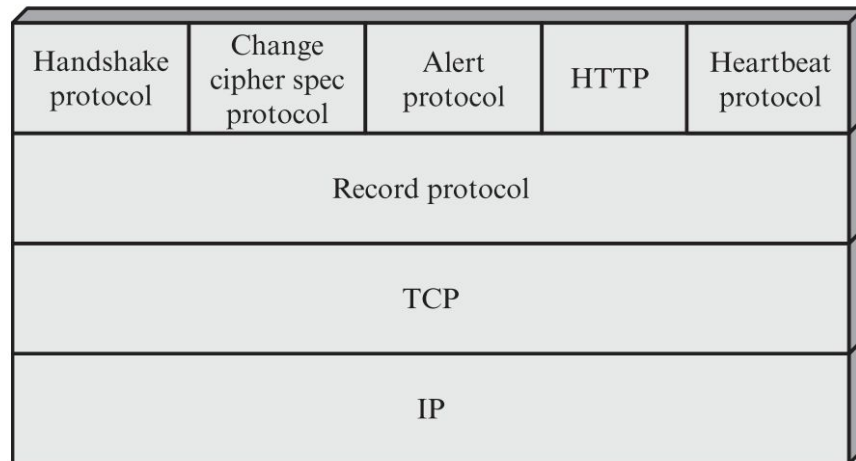 Handshake
protocol
Change
cipher spec
protocol
Alert
protocol
HTTP
Heartbeat
protocol
Record protocol
TCP
IP